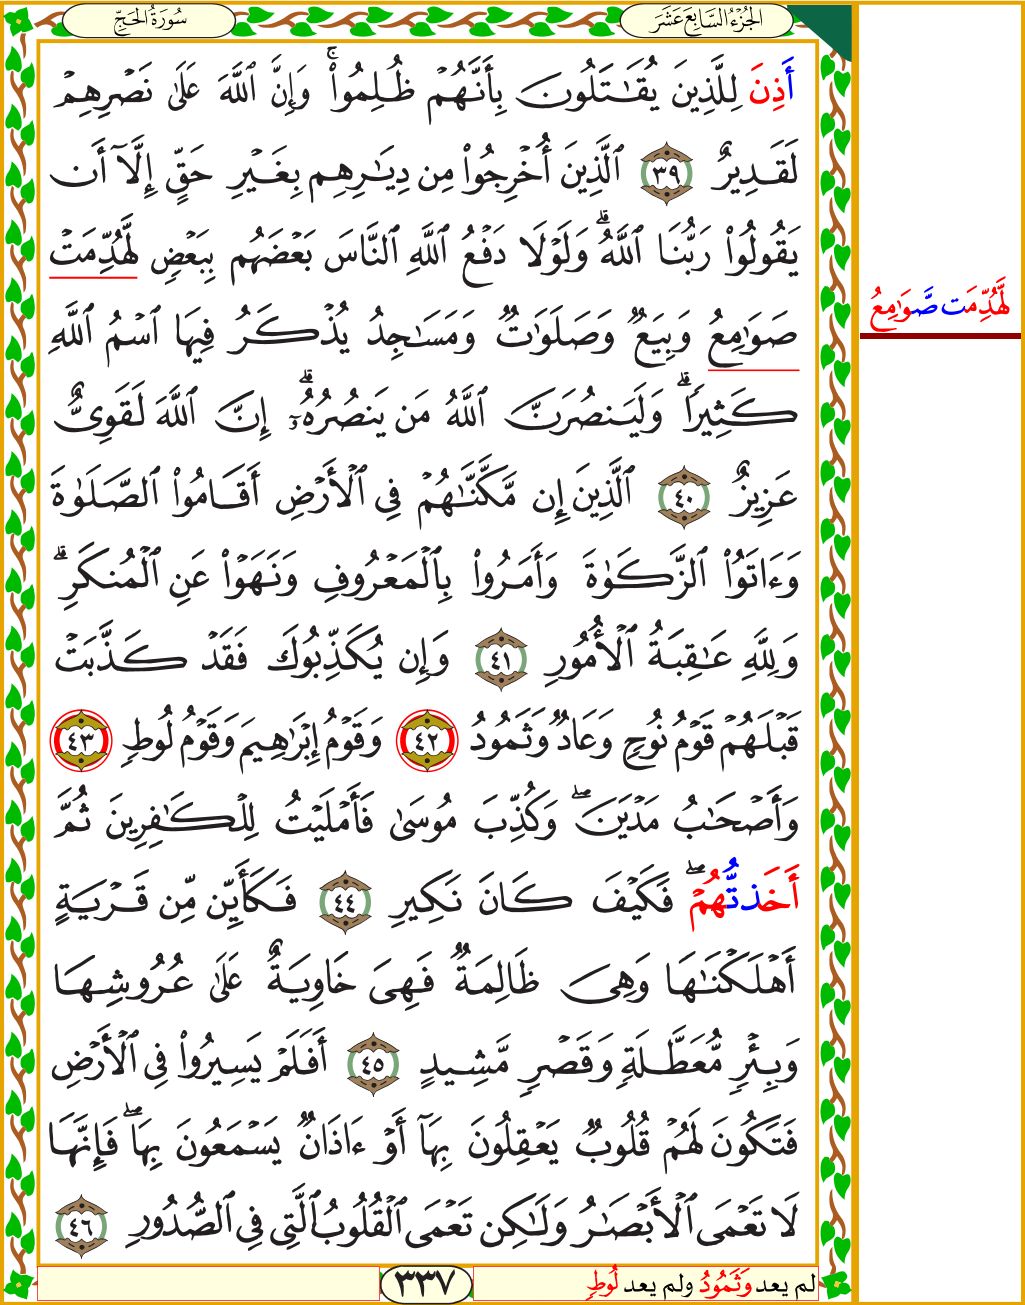 الجُزْءُ السَّابِعَ عَشَرَ
سُورَةُ الحَجِّ
أَذِنَ لِلَّذِينَ يُقَٰتَلُونَ بِأَنَّهُمْ ظُلِمُوا۟ ۚ وَإِنَّ ٱللَّهَ عَلَىٰ نَصْرِهِمْ
لَقَدِيرٌ ٣٩ ٱلَّذِينَ أُخْرِجُوا۟ مِن دِيَٰرِهِم بِغَيْرِ حَقٍّ إِلَّآ أَن
يَقُولُوا۟ رَبُّنَا ٱللَّهُ ۗ وَلَوْلَا دَفْعُ ٱللَّهِ ٱلنَّاسَ بَعْضَهُم بِبَعْضٍ لَّهُدِّمَتْ
صَوَٰمِعُ وَبِيَعٌ وَصَلَوَٰتٌ وَمَسَٰجِدُ يُذْكَرُ فِيهَا ٱسْمُ ٱللَّهِ
كَثِيرًا ۗ وَلَيَنصُرَنَّ ٱللَّهُ مَن يَنصُرُهُۥٓ ۗ إِنَّ ٱللَّهَ لَقَوِىٌّ
عَزِيزٌ ٤٠ ٱلَّذِينَ إِن مَّكَّنَّٰهُمْ فِى ٱلْأَرْضِ أَقَامُوا۟ ٱلصَّلَوٰةَ
وَءَاتَوُا۟ ٱلزَّكَوٰةَ وَأَمَرُوا۟ بِٱلْمَعْرُوفِ وَنَهَوْا۟ عَنِ ٱلْمُنكَرِ ۗ
وَلِلَّهِ عَٰقِبَةُ ٱلْأُمُورِ ٤١ وَإِن يُكَذِّبُوكَ فَقَدْ كَذَّبَتْ
قَبْلَهُمْ قَوْمُ نُوحٍ وَعَادٌ وَثَمُودُ ٤٢ وَقَوْمُ إِبْرَٰهِيمَ وَقَوْمُ لُوطٍ ٤٣
وَأَصْحَٰبُ مَدْيَنَ ۖ وَكُذِّبَ مُوسَىٰ فَأَمْلَيْتُ لِلْكَٰفِرِينَ ثُمَّ
أَخَذتُّهُمْ ۖ فَكَيْفَ كَانَ نَكِيرِ ٤٤ فَكَأَيِّن مِّن قَرْيَةٍ
أَهْلَكْنَٰهَا وَهِىَ ظَالِمَةٌ فَهِىَ خَاوِيَةٌ عَلَىٰ عُرُوشِهَا
وَبِئْرٍ مُّعَطَّلَةٍ وَقَصْرٍ مَّشِيدٍ ٤٥ أَفَلَمْ يَسِيرُوا۟ فِى ٱلْأَرْضِ
فَتَكُونَ لَهُمْ قُلُوبٌ يَعْقِلُونَ بِهَآ أَوْ ءَاذَانٌ يَسْمَعُونَ بِهَا ۖ فَإِنَّهَا
لَا تَعْمَى ٱلْأَبْصَٰرُ وَلَٰكِن تَعْمَى ٱلْقُلُوبُ ٱلَّتِى فِى ٱلصُّدُورِ ٤٦
لَّهُدِّمَت صَّوَٰمِعُ
لم يعد وَثَمُودُ ولم يعد لُوطٍ
٣٣٧